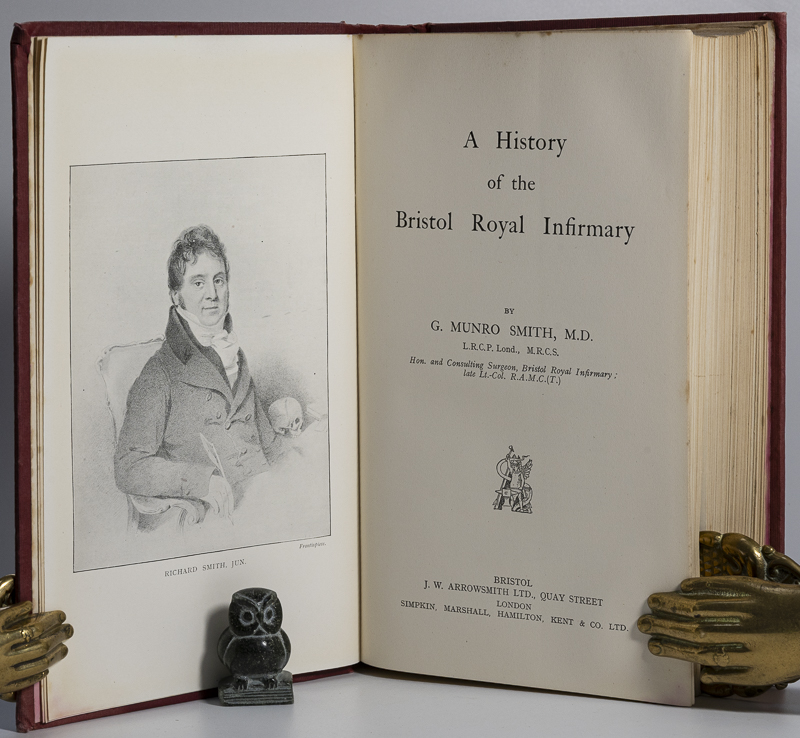 RICHARD SMITH, JUN.
Frontispiece.
A History
of the
Bristol Royal Infirmary
BY
G. MUNRO SMITH, M.D.
L.R.C.P. Lond., M.R.C.S.
Hon. and Consulting Surgeon, Bristol Royal Infirmary;
late Lt.-Col. R.A.M.C.(T.)
BRISTOL
J. W. ARROWSMITH LTD., QUAY STREET
LONDON
SIMPKIN, MARSHALL, HAMILTON, KENT & CO. LTD.